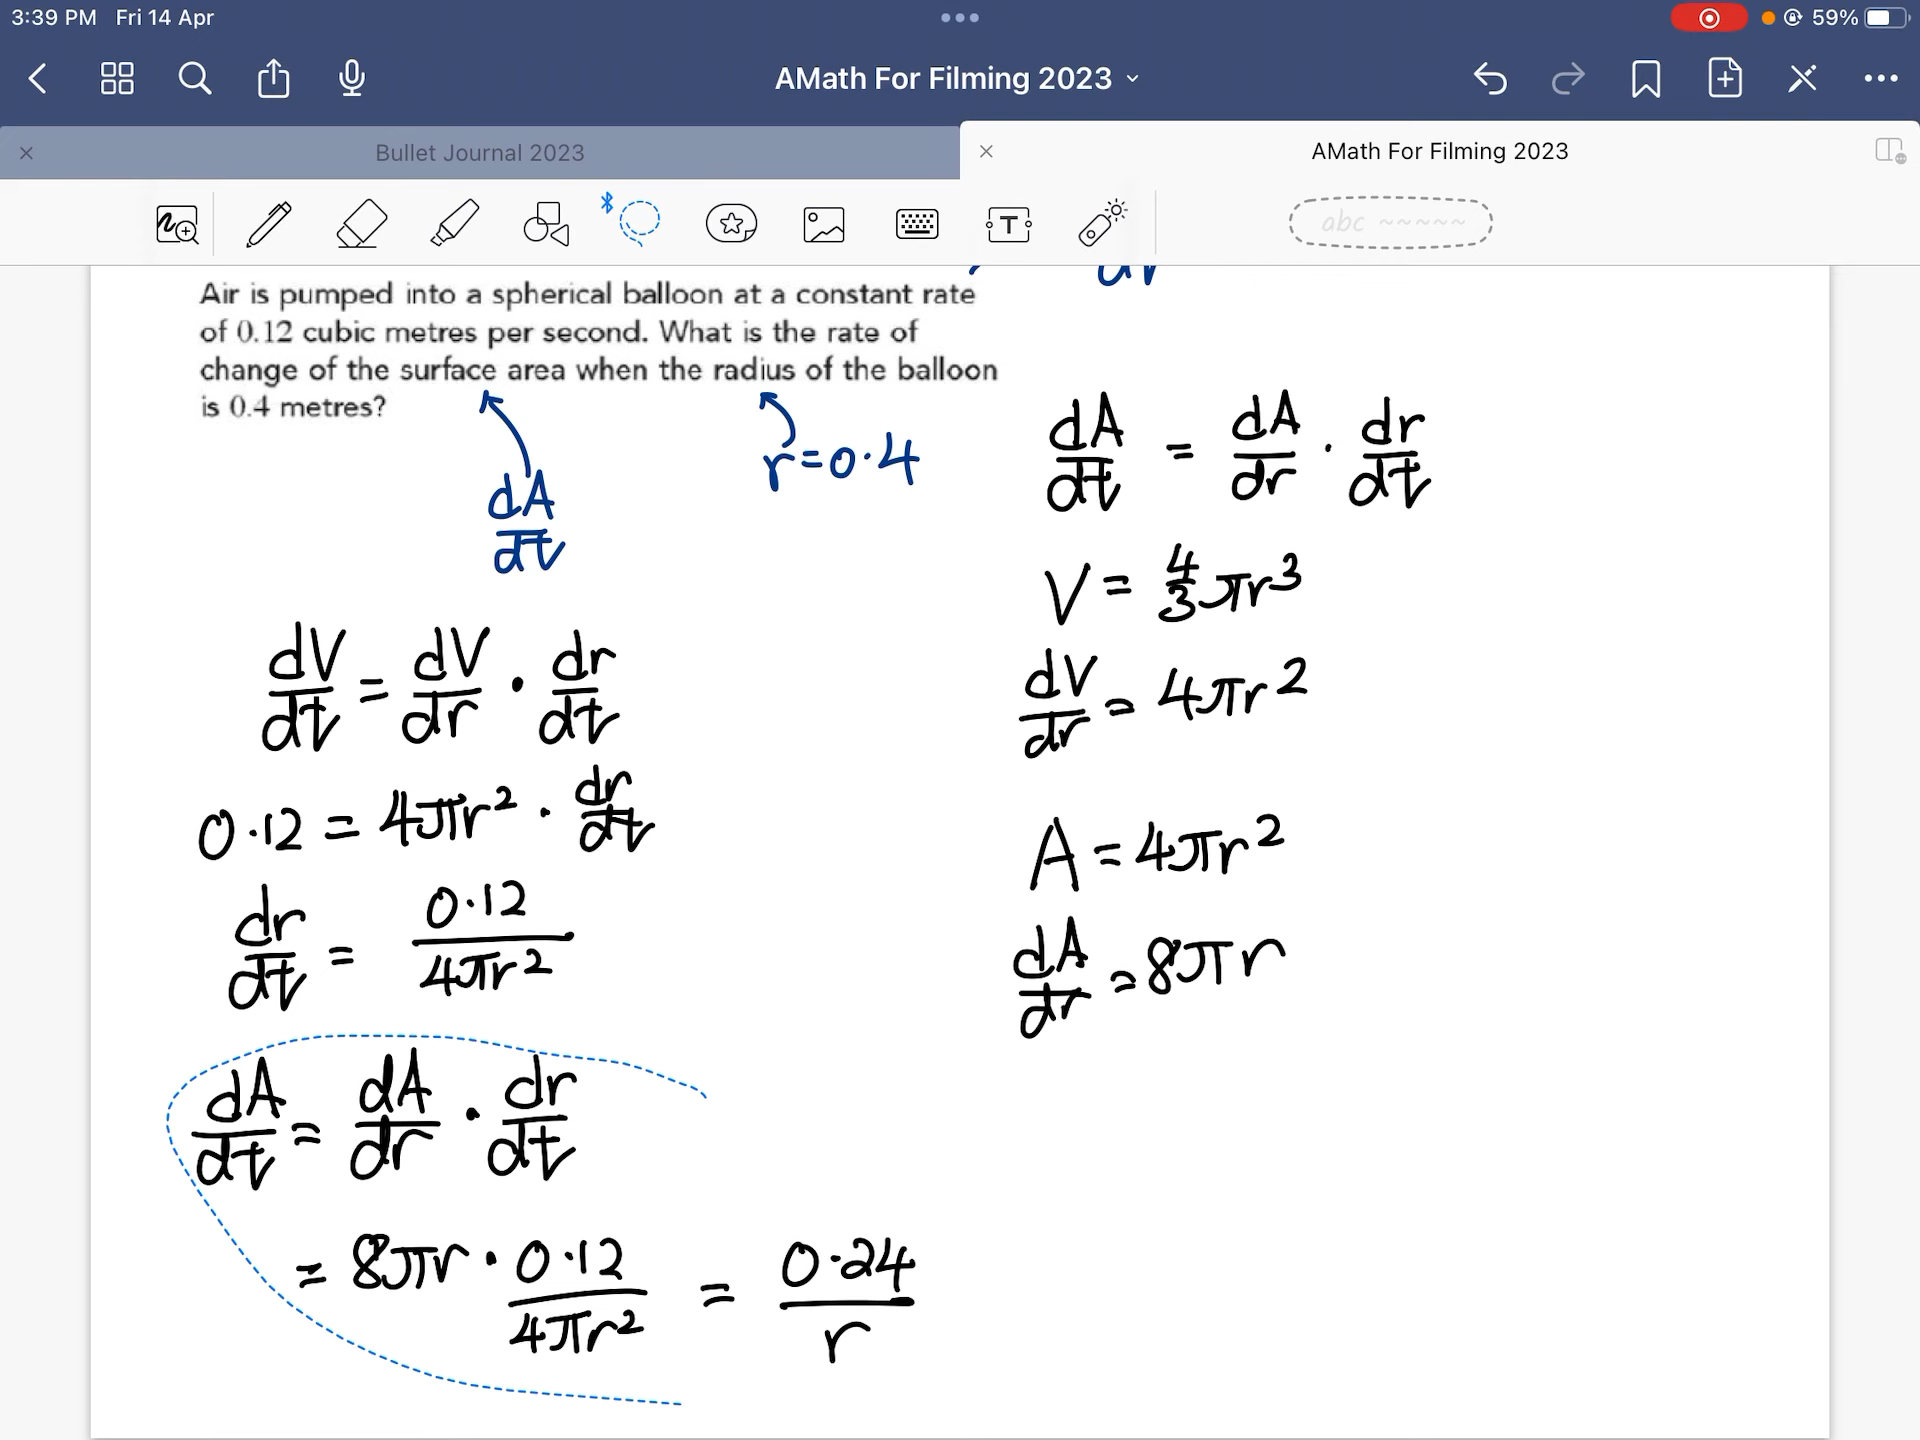 3:39 PM Fri 14 Apr
59%
AMath For Filming 2023
Bullet Journal 2023
AMath For Filming 2023
T
abc
Air is pumped into a spherical balloon at a constant rate
of 0.12 cubic metres per second. What is the rate of
change of the surface area when the radius of the balloon
is 0.4 metres?
dA/dt
r=0.4
dV/dt = dV/dr · dr/dt
0.12 = 4πr² · dr/dt
dr/dt = 0.12/4πr²
dA/dt = dA/dr · dr/dt
= 8πr · 0.12/4πr² = 0.24/r
dA/dt = dA/dr · dr/dt
V = 4/3 πr³
dV/dr = 4πr²
A = 4πr²
dA/dr = 8πr